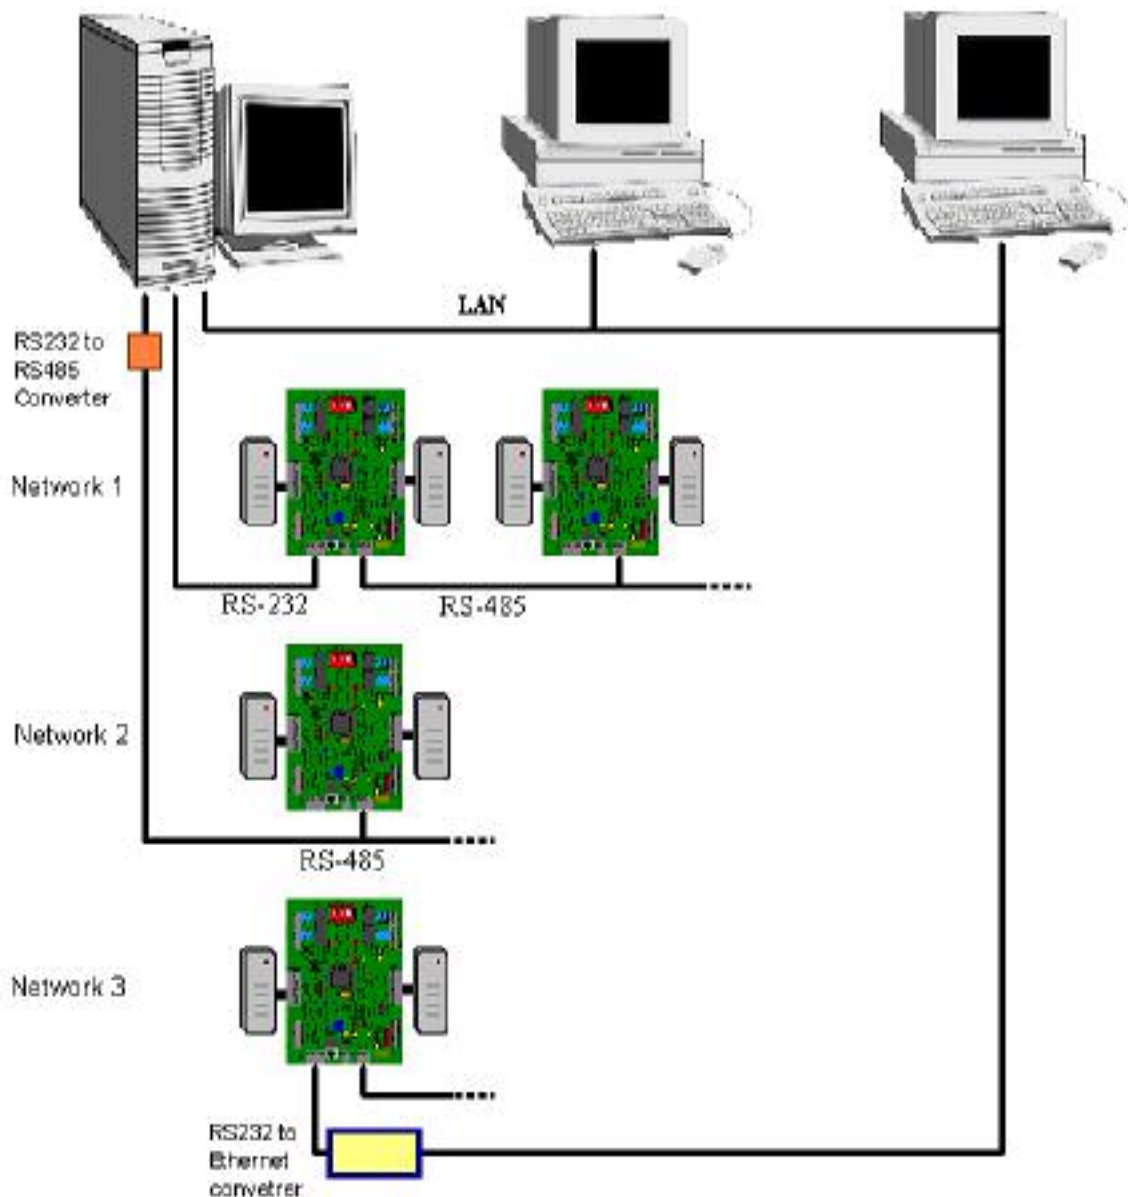 LAN
RS232 to
RS485
Converter
Network 1
RS-232
RS-485
Network 2
RS-485
Network 3
RS232 to
Ethernet
convetrer